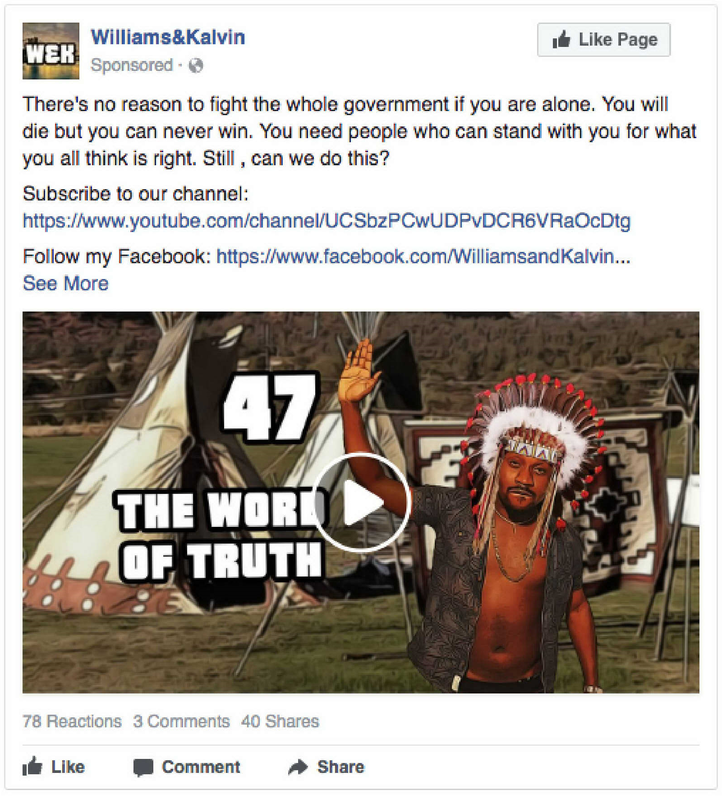 W&K
Williams&Kalvin
Sponsored ·
Like Page
There's no reason to fight the whole government if you are alone. You will
die but you can never win. You need people who can stand with you for what
you all think is right. Still , can we do this?
Subscribe to our channel:
https://www.youtube.com/channel/UCSbzPCwUDPvDCR6VRaOcDtg
Follow my Facebook: https://www.facebook.com/WilliamsandKalvin...
See More
47
THE WORD
OF TRUTH
78 Reactions 3 Comments 40 Shares
Like Comment Share